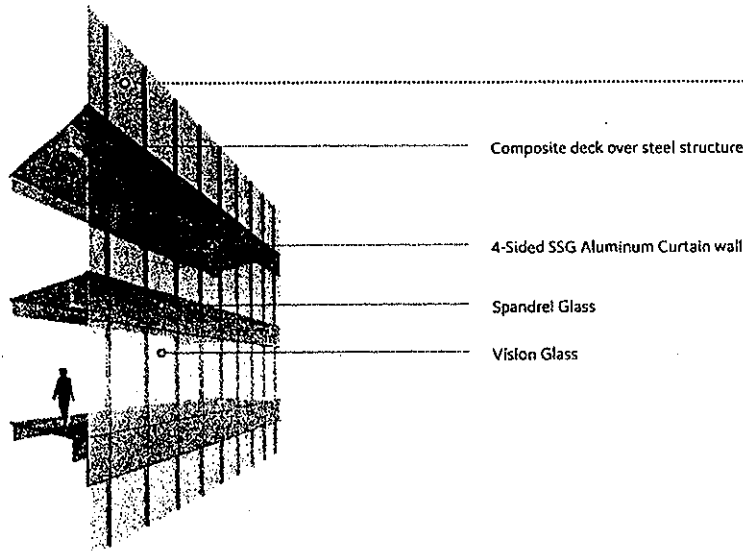 Composite deck over steel structure
4-Sided SSG Aluminum Curtain wall
Spandrel Glass
Vision Glass